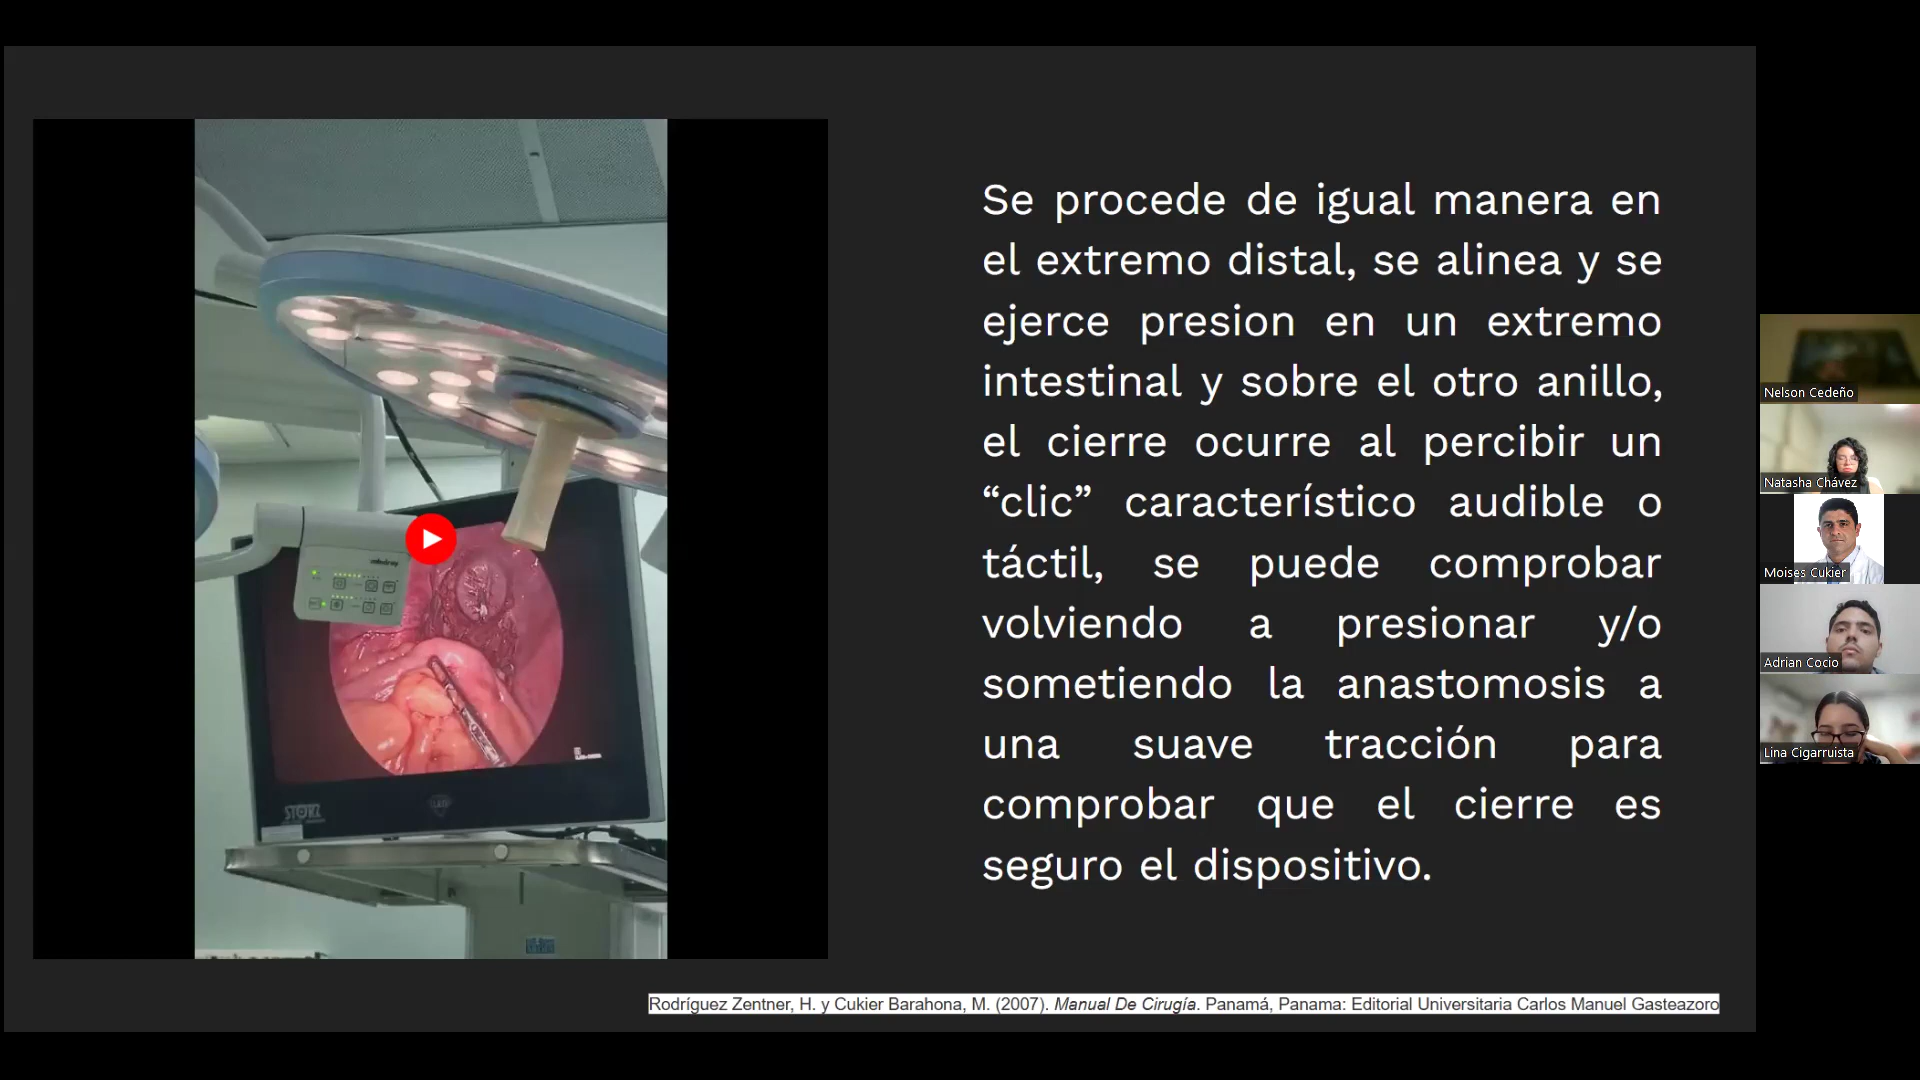 Se procede de igual manera en
el extremo distal, se alinea y se
ejerce presion en un extremo
intestinal y sobre el otro anillo,
el cierre ocurre al percibir un
“clic” característico audible o
táctil, se puede comprobar
volviendo a presionar y/o
sometiendo la anastomosis a
una suave tracción para
comprobar que el cierre es
seguro el dispositivo.
Rodríguez Zentner, H. y Cukier Barahona, M. (2007). Manual De Cirugía. Panamá, Panama: Editorial Universitaria Carlos Manuel Gasteazoro
mindray
STORZ
Nelson Cedeño
Natasha Chávez
Moises Cukier
Adrian Cocio
Lina Cigarruista